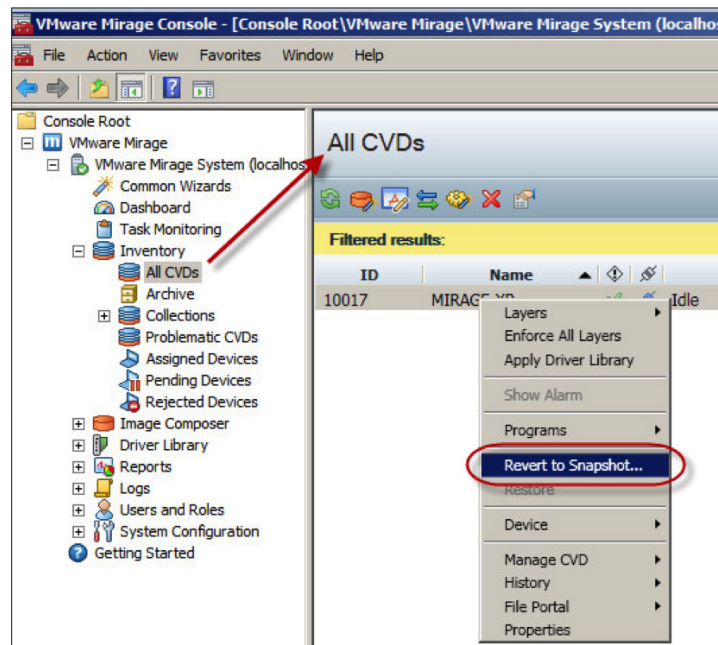 VMware Mirage Console - [Console Root\VMware Mirage\VMware Mirage System (localhos
File Action View Favorites Window Help
Console Root
VMware Mirage
VMware Mirage System (localhos
Common Wizards
Dashboard
Task Monitoring
Inventory
All CVDs
Archive
Collections
Problematic CVDs
Assigned Devices
Pending Devices
Rejected Devices
Image Composer
Driver Library
Reports
Logs
Users and Roles
System Configuration
Getting Started
All CVDs
Filtered results:
ID Name
10017 MIRAGE-XP Idle
Layers
Enforce All Layers
Apply Driver Library
Show Alarm
Programs
Revert to Snapshot...
Restore
Device
Manage CVD
History
File Portal
Properties